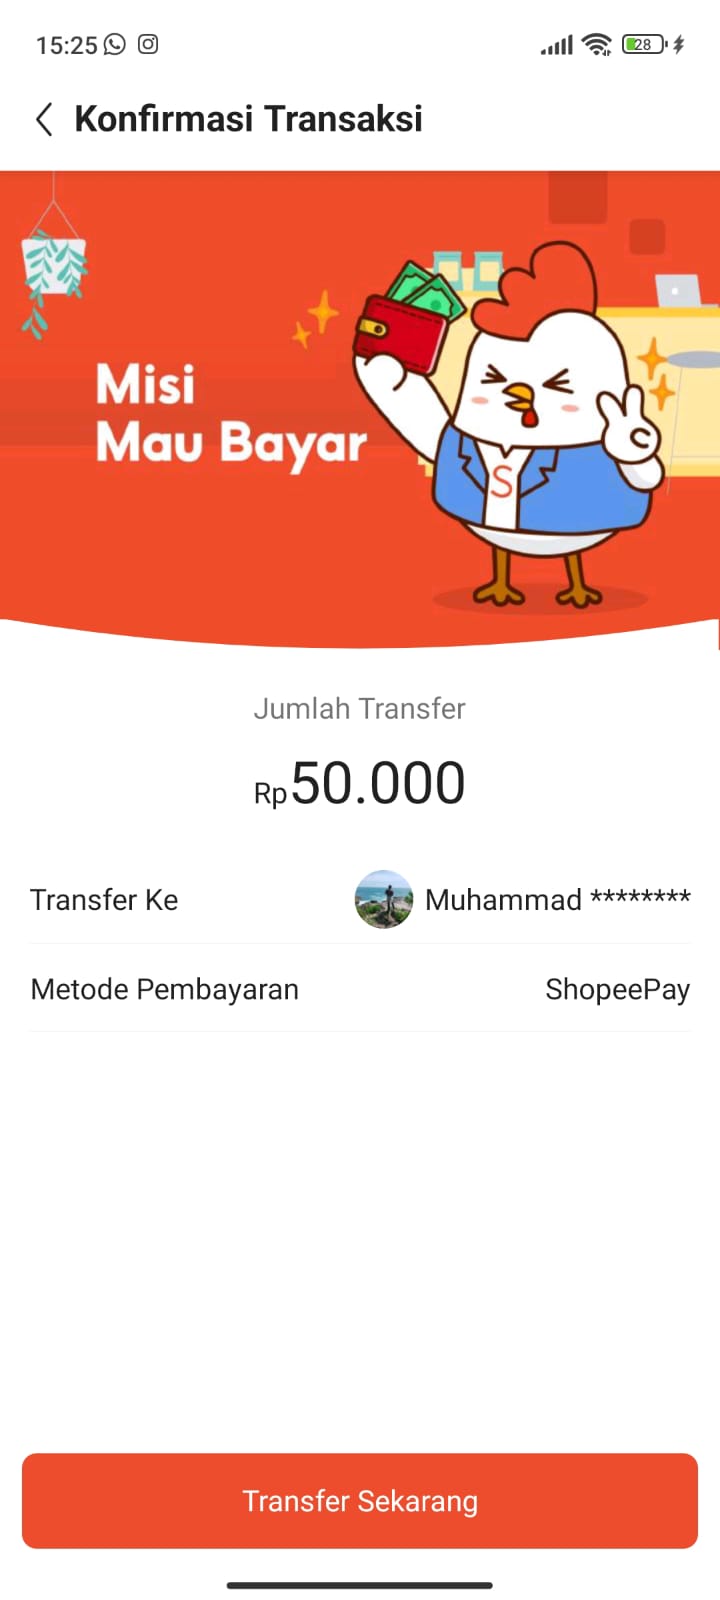 15:25
28
Konfirmasi Transaksi
Misi
Mau Bayar
S
Jumlah Transfer
Rp50.000
Transfer Ke
Muhammad ********
Metode Pembayaran
ShopeePay
Transfer Sekarang